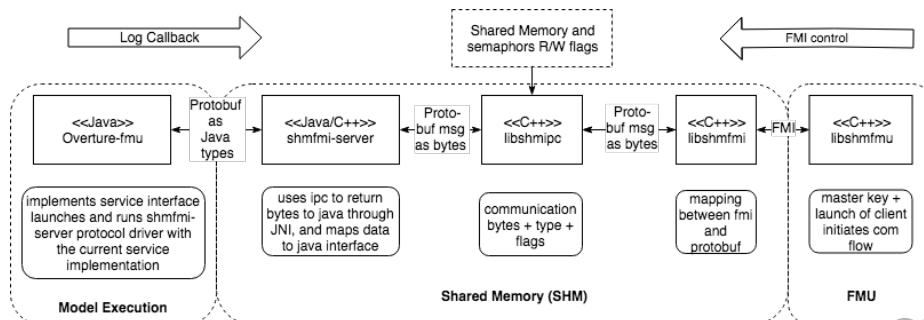 Log Callback
Shared Memory and
semaphors R/W flags
FMI control
<<Java>>
Overture-fmu
Protobuf
as
Java
types
<<Java/C++>>
shmfmi-server
Proto-
buf msg
as bytes
<<C++>>
libshmipc
Proto-
buf msg
as bytes
<<C++>>
libshmfmi
FMI
<<C++>>
libshmfmu
implements service interface
launches and runs shmfmi-
server protocol driver with
the current service
implementation
uses ipc to return
bytes to java through
JNI, and maps data
to java interface
communication
bytes + type +
flags
mapping
between fmi
and
protobuf
master key +
launch of client
initiates com
flow
Model Execution
Shared Memory (SHM)
FMU